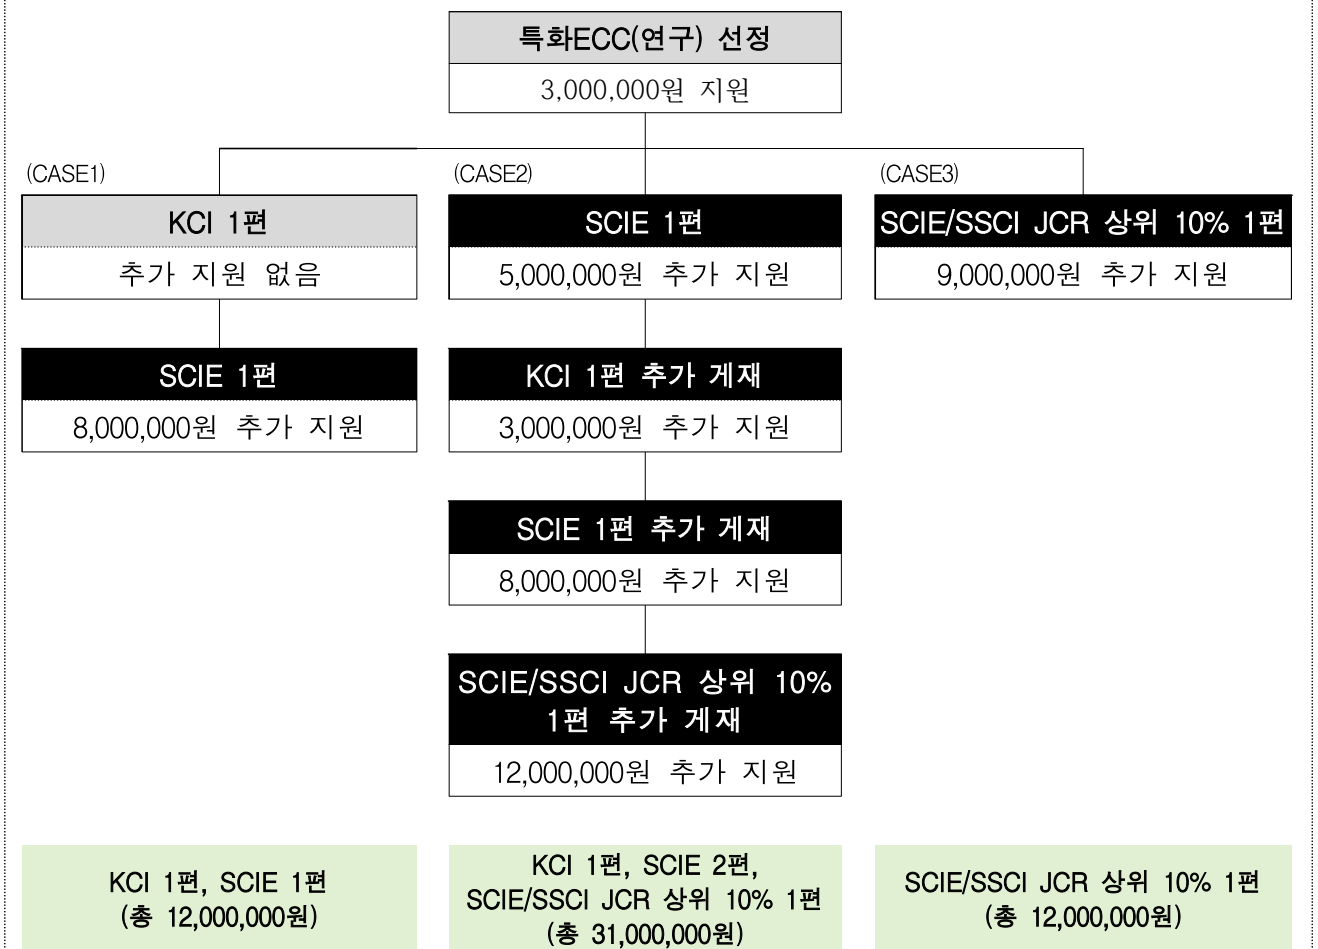 특화ECC(연구) 선정
3,000,000원 지원
(CASE1)
KCI 1편
추가 지원 없음
SCIE 1편
8,000,000원 추가 지원
(CASE2)
SCIE 1편
5,000,000원 추가 지원
KCI 1편 추가 게재
3,000,000원 추가 지원
SCIE 1편 추가 게재
8,000,000원 추가 지원
SCIE/SSCI JCR 상위 10%
1편 추가 게재
12,000,000원 추가 지원
(CASE3)
SCIE/SSCI JCR 상위 10% 1편
9,000,000원 추가 지원
KCI 1편, SCIE 1편
(총 12,000,000원)
KCI 1편, SCIE 2편,
SCIE/SSCI JCR 상위 10% 1편
(총 31,000,000원)
SCIE/SSCI JCR 상위 10% 1편
(총 12,000,000원)